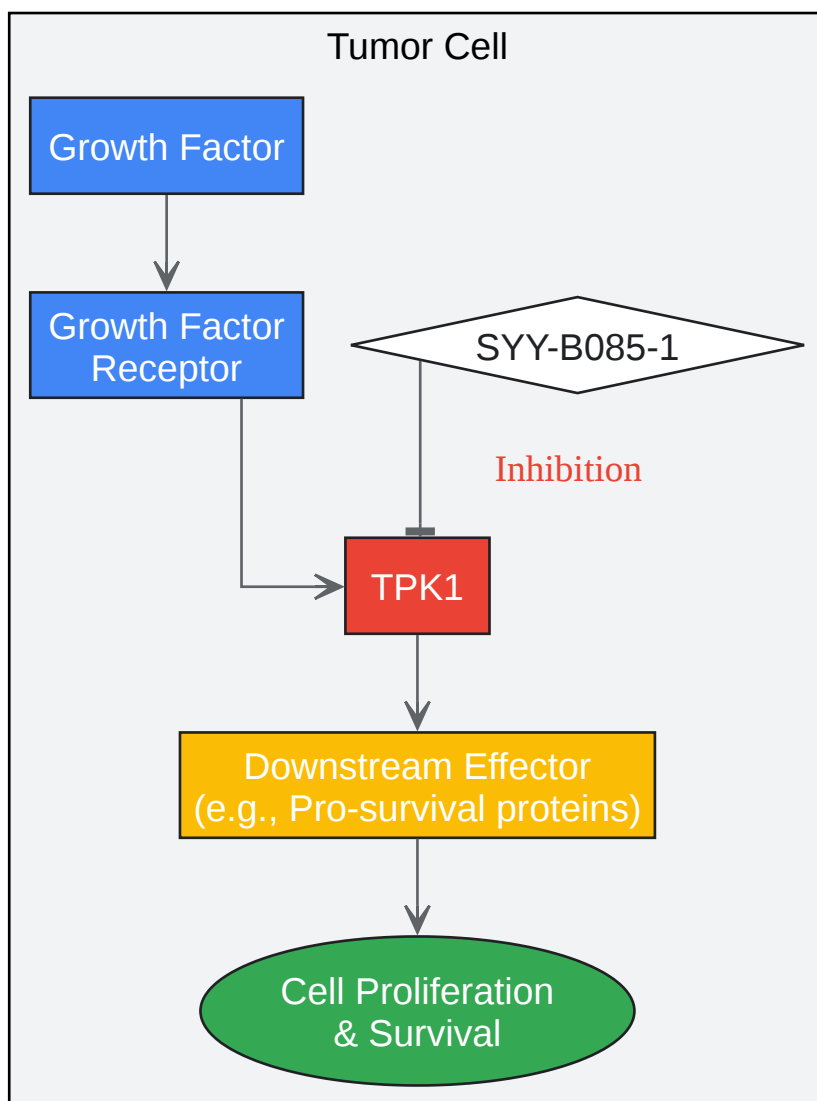 Tumor Cell
Growth Factor
Growth Factor
Receptor
SYY-B085-1
Inhibition
TPK1
Downstream Effector
(e.g., Pro-survival proteins)
Cell Proliferation
& Survival